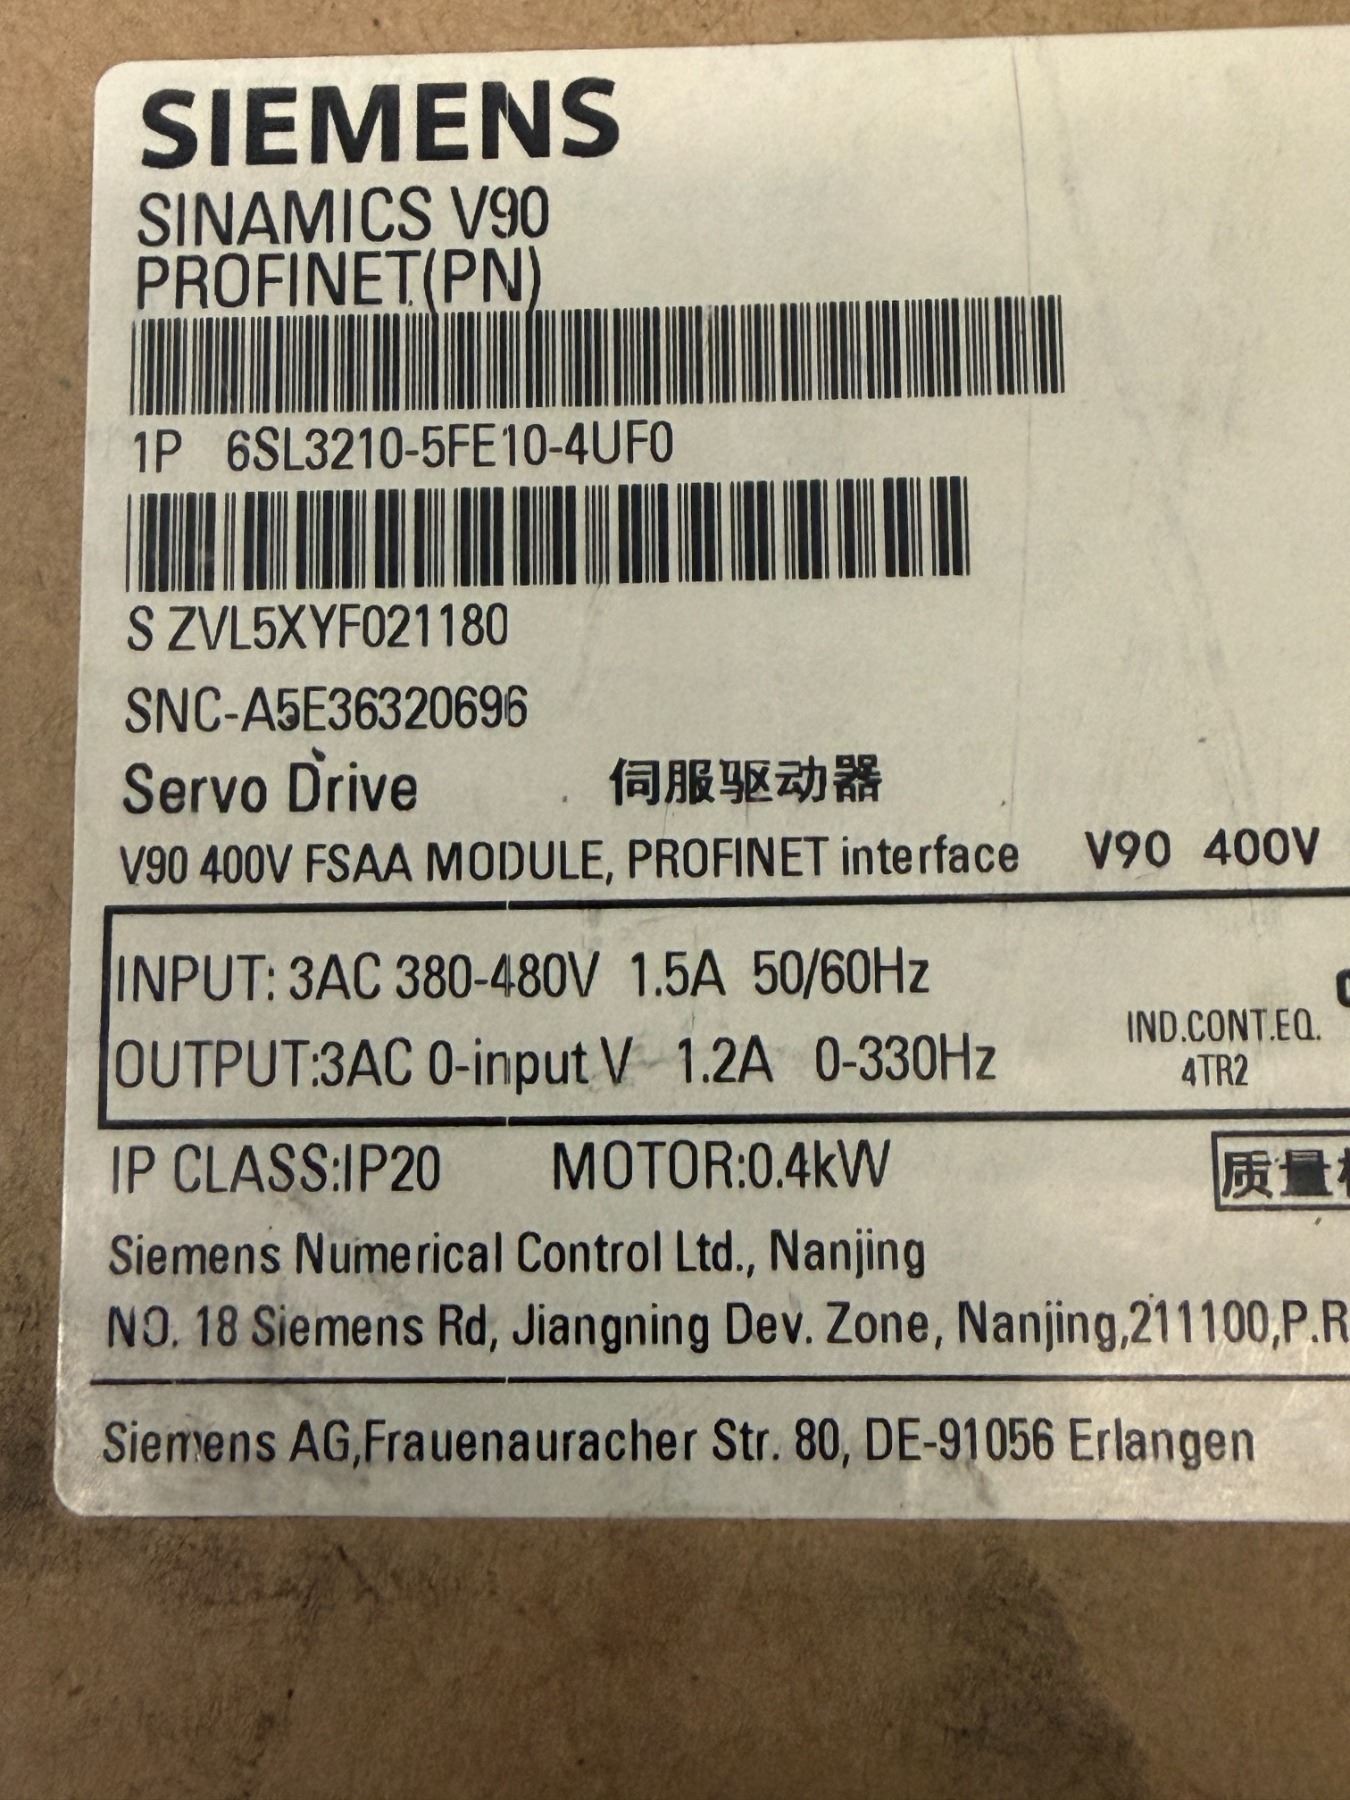 SIEMENS
SINAMICS V90
PROFINET(PN)
1P 6SL3210-5FE10-4UF0
S ZVL5XYF021180
SNC-A5E36320696
Servo Drive 伺服驱动器
V90 400V FSAA MODULE, PROFINET interface V90 400V
INPUT: 3AC 380-480V 1.5A 50/60Hz
OUTPUT:3AC 0-input V 1.2A 0-330Hz
IND.CONT.EQ.
4TR2
IP CLASS:IP20 MOTOR:0.4kW
质量
Siemens Numerical Control Ltd., Nanjing
NO. 18 Siemens Rd, Jiangning Dev. Zone, Nanjing,211100,P.R
Siemens AG,Frauenauracher Str. 80, DE-91056 Erlangen